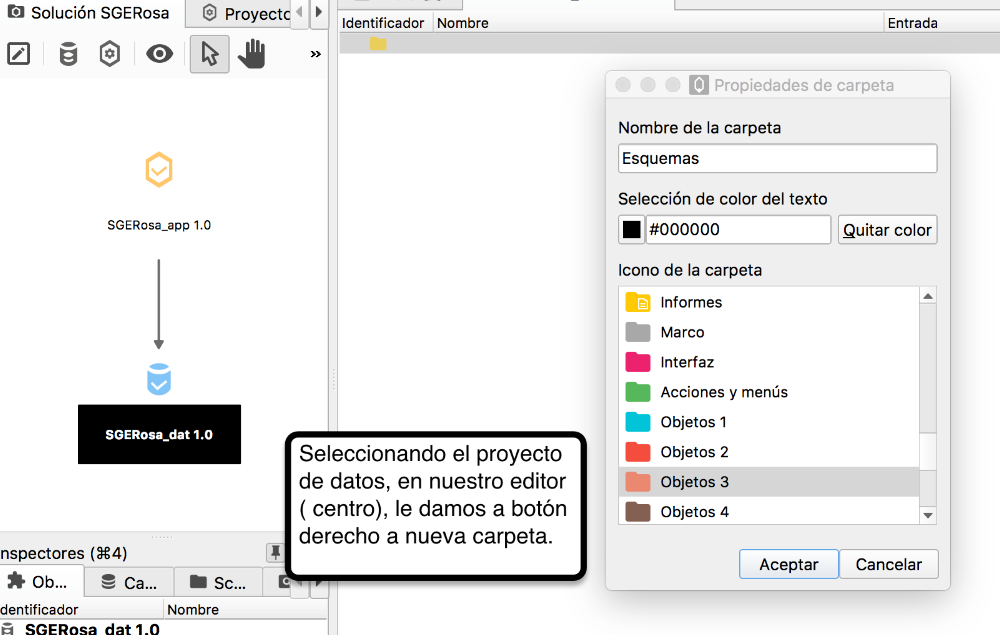 Solución SGERosa
Proyecto
Identificador Nombre Entrada
»
SGERosa_app 1.0
SGERosa_dat 1.0
Propiedades de carpeta
Nombre de la carpeta
Esquemas
Selección de color del texto
#000000 Quitar color
Icono de la carpeta
Informes
Marco
Interfaz
Acciones y menús
Objetos 1
Objetos 2
Objetos 3
Objetos 4
Aceptar Cancelar
Seleccionando el proyecto
de datos, en nuestro editor
( centro), le damos a botón
derecho a nueva carpeta.
nspectores (⌘4)
Ob... Ca... Sc...
dentificador Nombre
SGERosa_dat 1.0